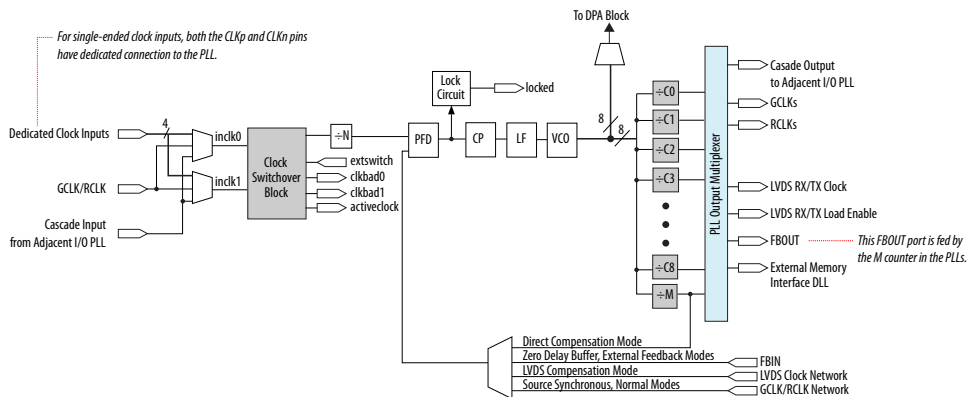 To DPA Block
For single-ended clock inputs, both the CLKp and CLKn pins
have dedicated connection to the PLL.
Lock
Circuit
locked
Casade Output
to Adjacent I/O PLL
÷C0
8
8
GCLKs
4
Dedicated Clock Inputs
inclk0
÷N
PFD
CP
LF
VCO
÷C1
RCLKs
Clock
Switchover
Block
extswitch
÷C2
clkbad0
GCLK/RCLK
inclk1
÷C3
LVDS RX/TX Clock
clkbad1
activeclock
PLL Output Multiplexer
LVDS RX/TX Load Enable
Cascade Input
from Adjacent I/O PLL
FBOUT
This FBOUT port is fed by
the M counter in the PLLs.
÷C8
External Memory
Interface DLL
÷M
Direct Compensation Mode
Zero Delay Buffer, External Feedback Modes
FBIN
LVDS Compensation Mode
LVDS Clock Network
Source Synchronous, Normal Modes
GCLK/RCLK Network